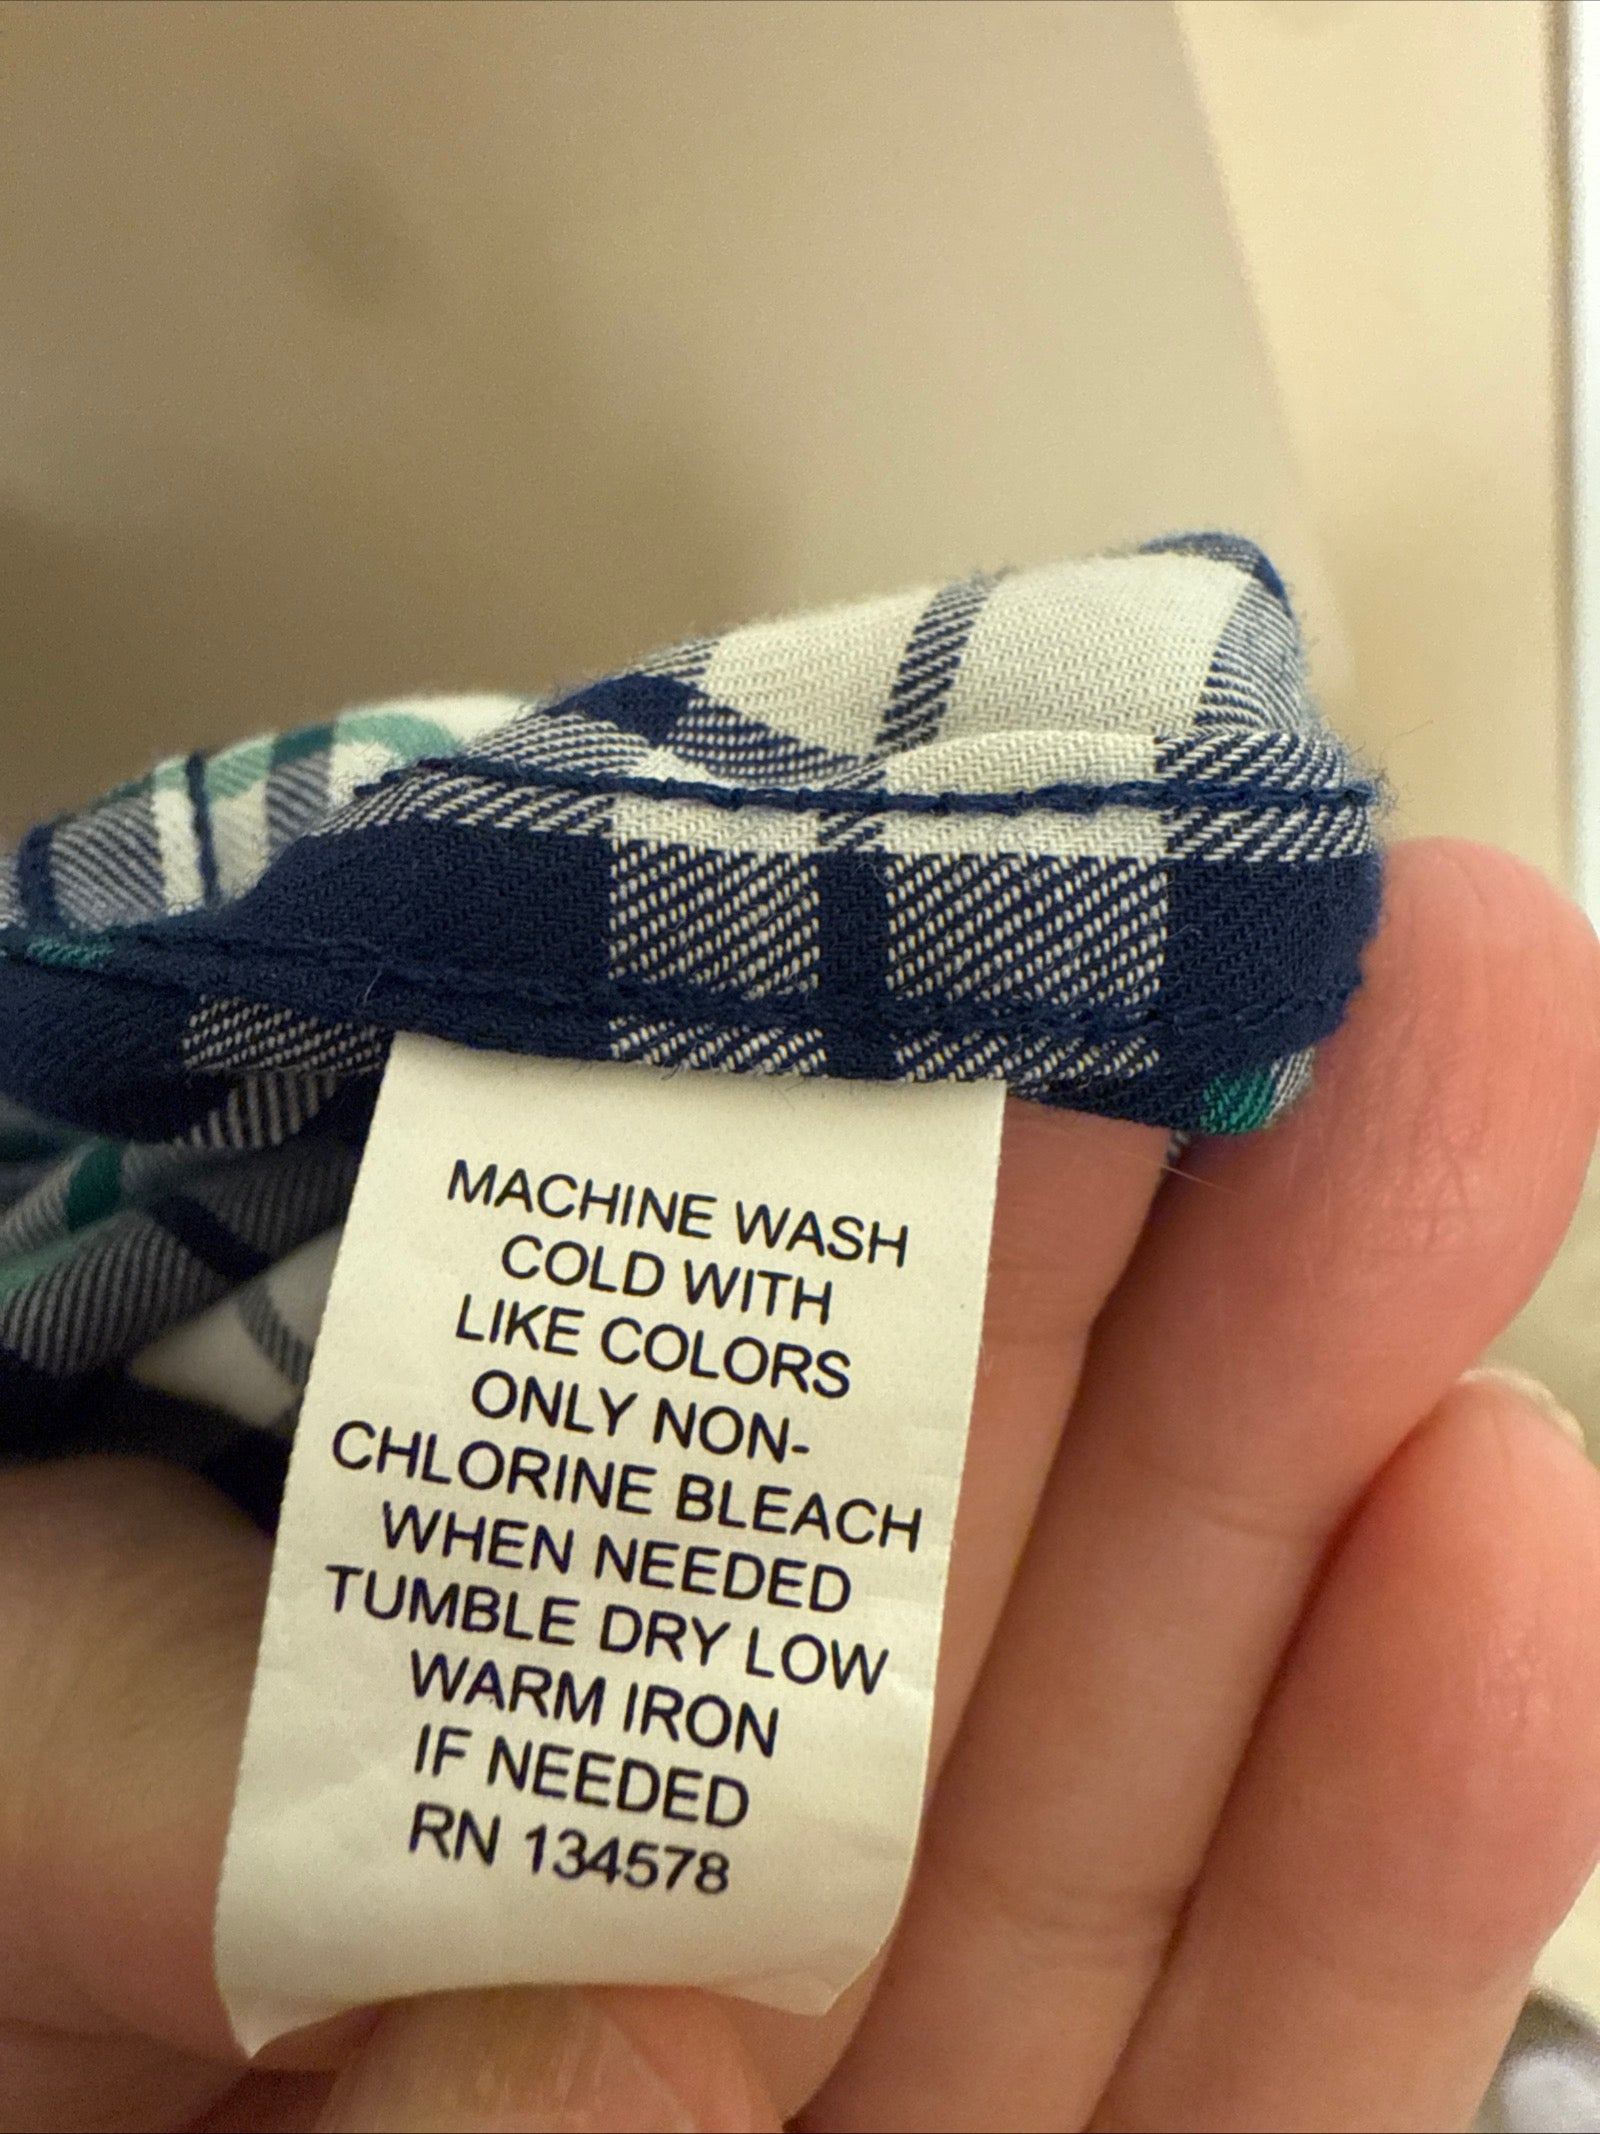 MACHINE WASH
COLD WITH
LIKE COLORS
ONLY NON-
CHLORINE BLEACH
WHEN NEEDED
TUMBLE DRY LOW
WARM IRON
IF NEEDED
RN 134578